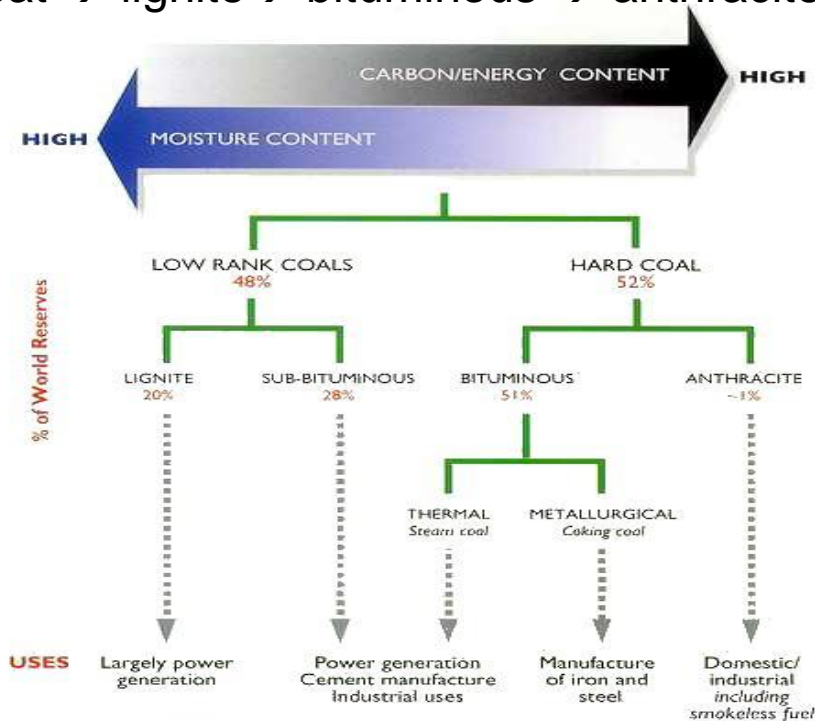 eat → lignite → bituminous → anthracite
CARBON/ENERGY CONTENT HIGH
HIGH MOISTURE CONTENT
% of World Reserves
LOW RANK COALS
48%
HARD COAL
52%
LIGNITE
20%
SUB-BITUMINOUS
28%
BITUMINOUS
51%
ANTHRACITE
~1%
THERMAL
Steam coal
METALLURGICAL
Coking coal
USES
Largely power
generation
Power generation
Cement manufacture
Industrial uses
Manufacture
of iron and
steel
Domestic/
industrial
including
smokeless fuel